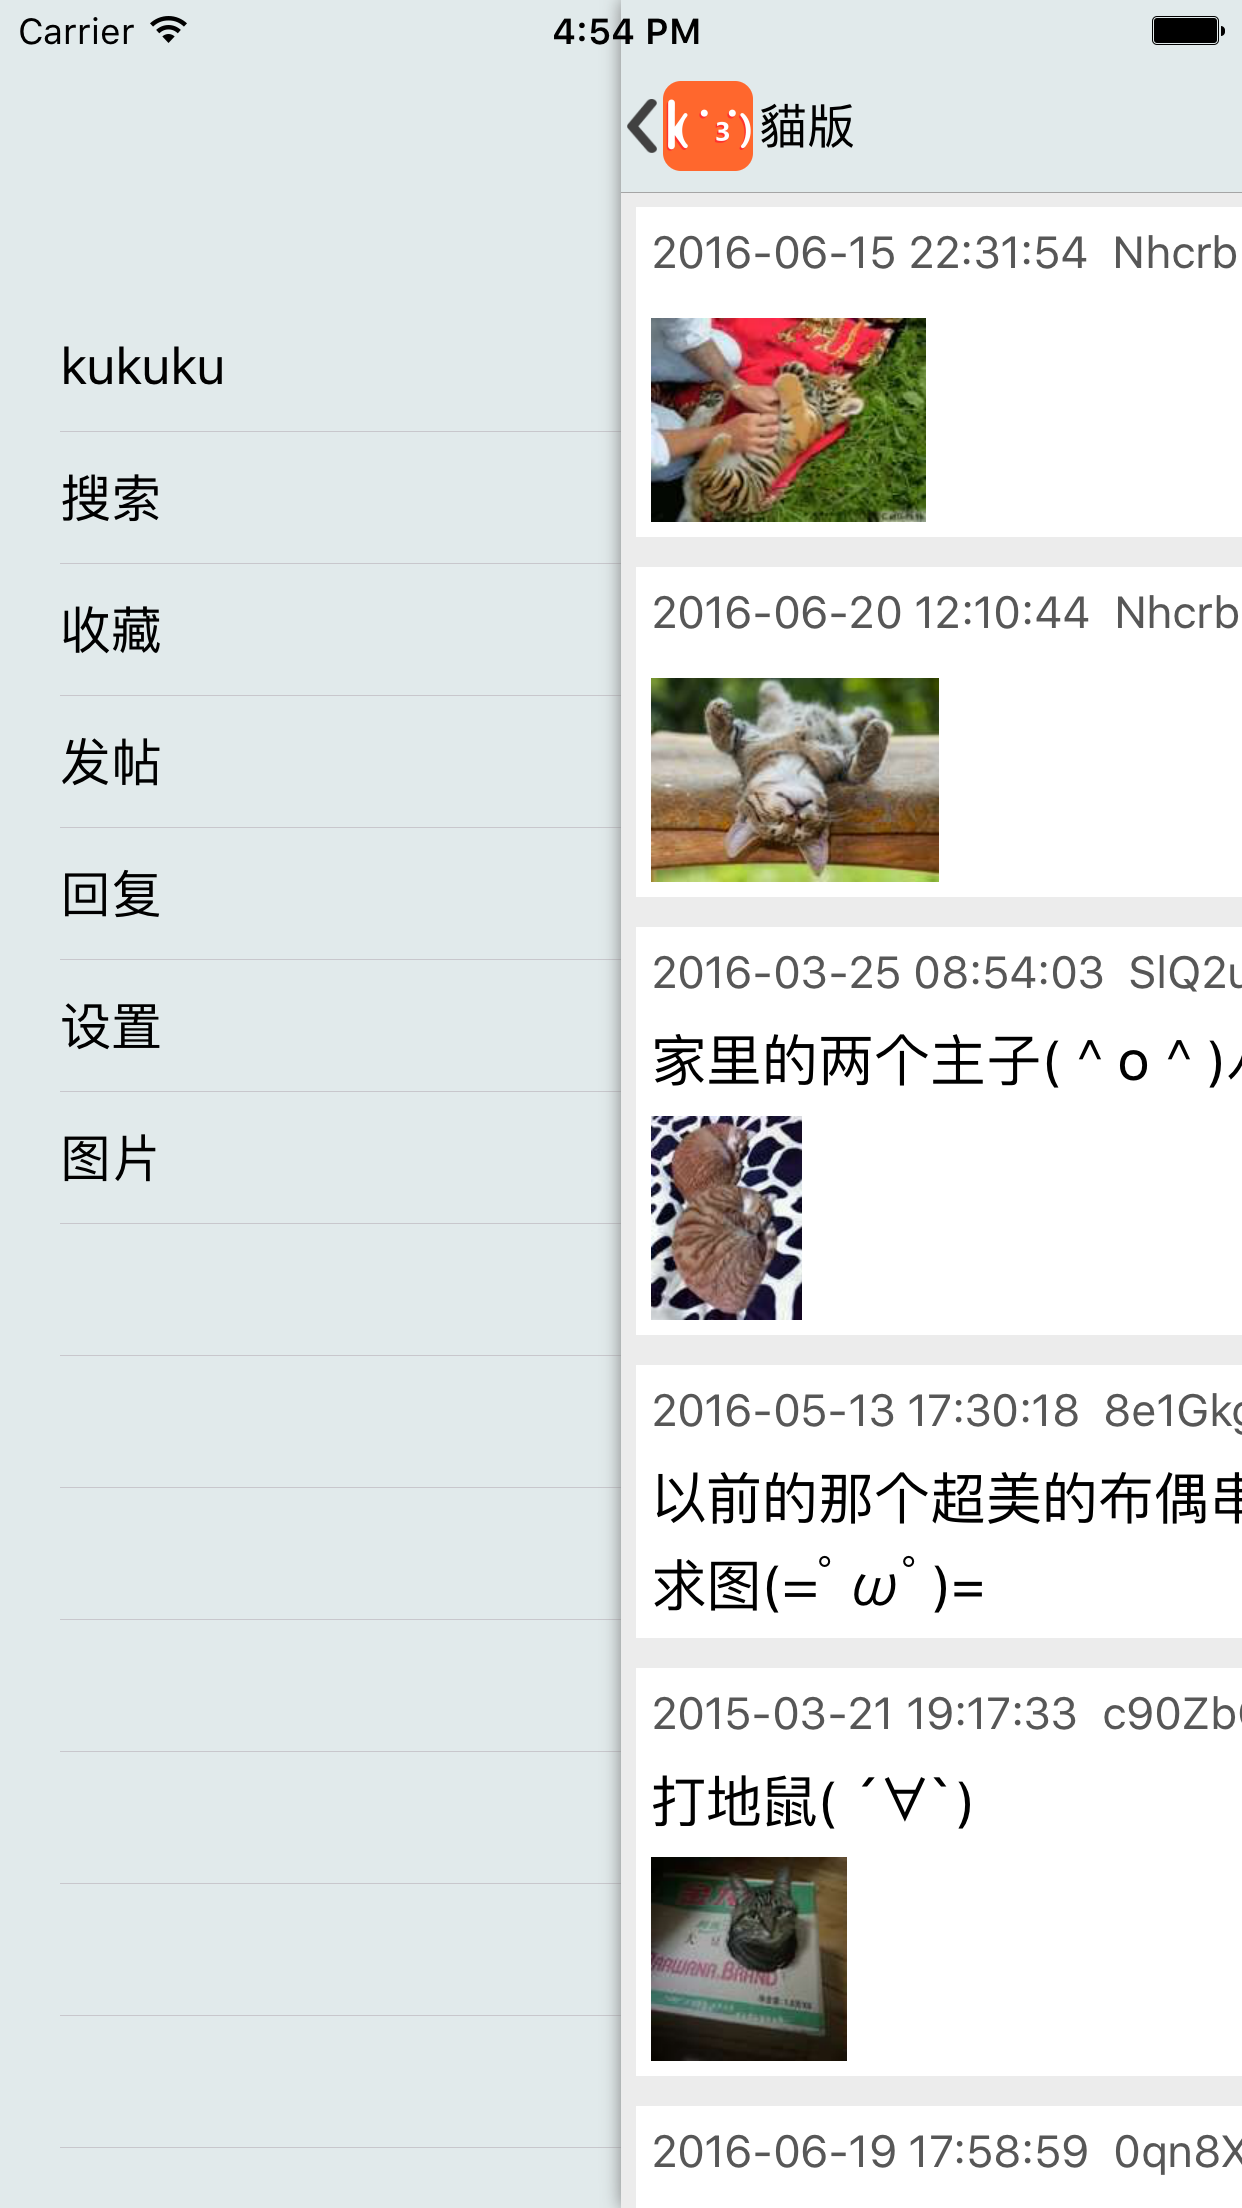 Carrier
4:54 PM
kukuku
搜索
收藏
发帖
回复
设置
图片
k( ˙³˙)
貓版
2016-06-15 22:31:54 Nhcrb
2016-06-20 12:10:44 Nhcrb
2016-03-25 08:54:03 SlQ2u
家里的两个主子(＾o＾)
2016-05-13 17:30:18 8e1Gkg
以前的那个超美的布偶串
求图(=ﾟωﾟ)=
2015-03-21 19:17:33 c90Zb
打地鼠( ´∀`)
BRAND
2016-06-19 17:58:59 0qn8X